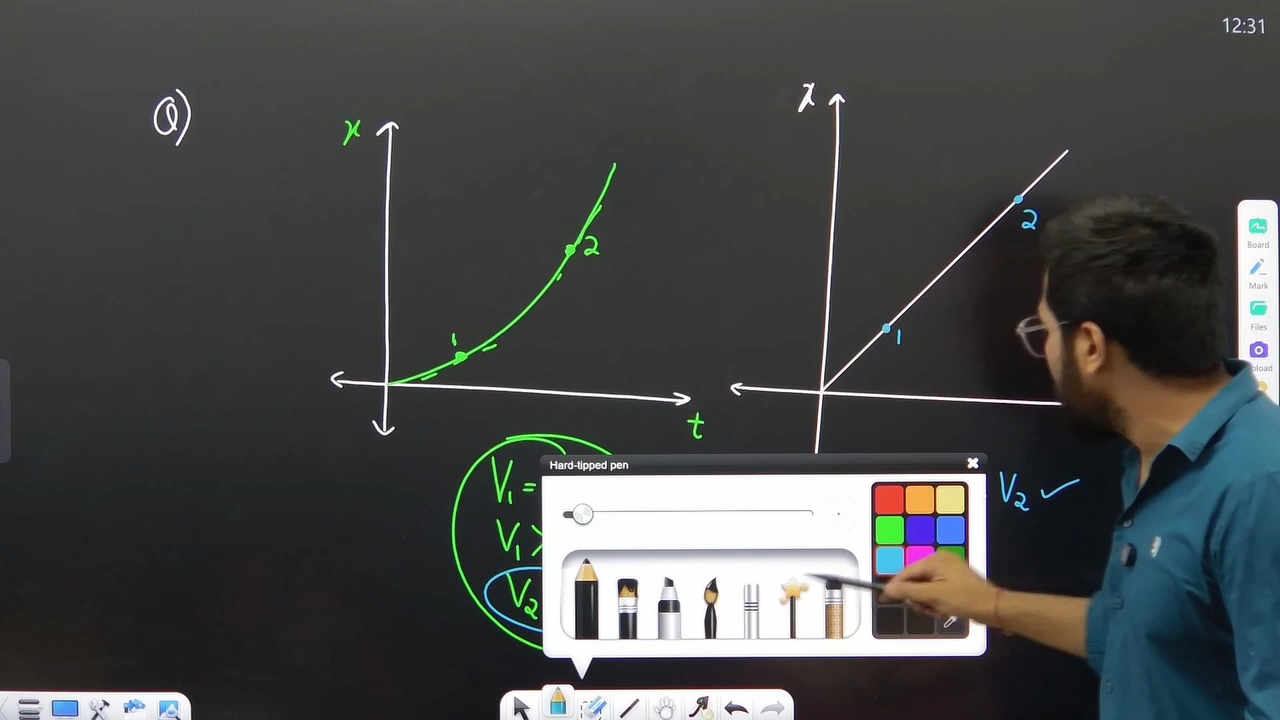 12:31
Q)
x
x
2
2
1
1
t
Hard-tipped pen
V₁ =
V₂ ✓
V₁ >
V₂
Board
Mark
Files